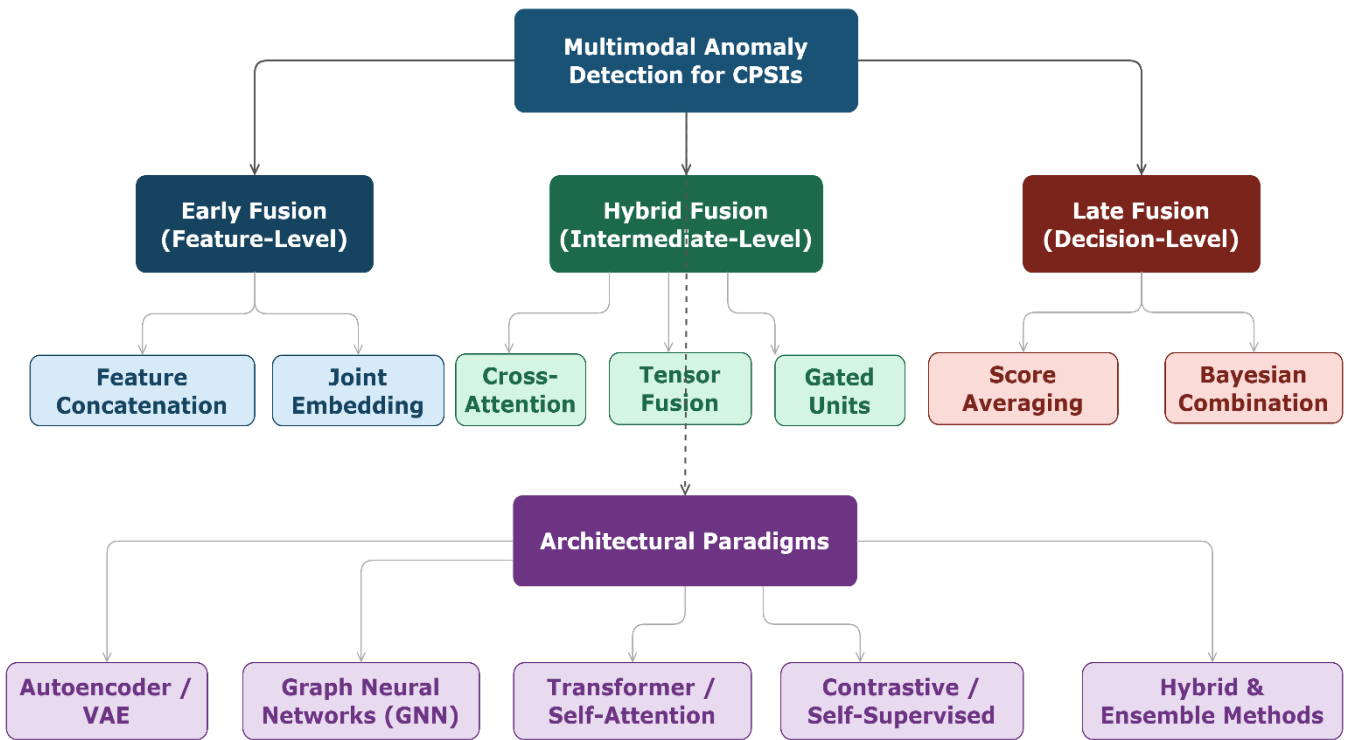 Multimodal Anomaly
Detection for CPSIs
Early Fusion
(Feature-Level)
Hybrid Fusion
(Intermediate-Level)
Late Fusion
(Decision-Level)
Feature
Concatenation
Joint
Embedding
Cross-
Attention
Tensor
Fusion
Gated
Units
Score
Averaging
Bayesian
Combination
Architectural Paradigms
Autoencoder /
VAE
Graph Neural
Networks (GNN)
Transformer /
Self-Attention
Contrastive /
Self-Supervised
Hybrid &
Ensemble Methods